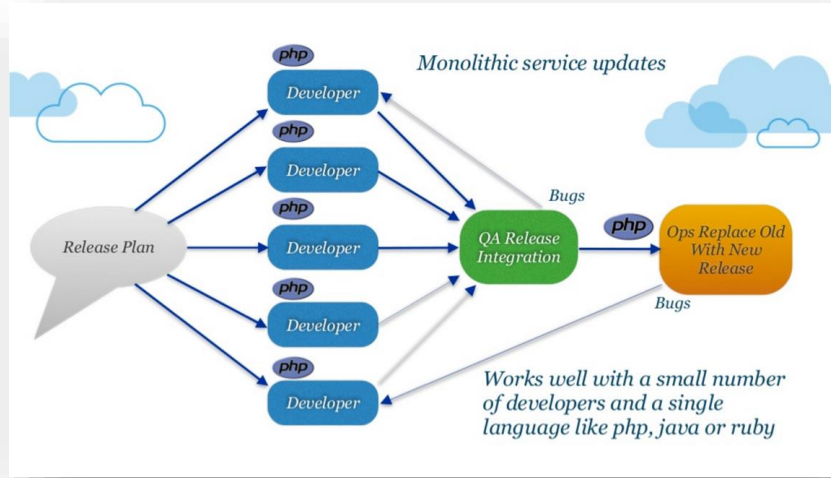 php
Monolithic service updates
Developer
php
Developer
php
Developer
php
Developer
php
Developer
Release Plan
Bugs
QA Release
Integration
php
Ops Replace Old
With New
Release
Bugs
Works well with a small number
of developers and a single
language like php, java or ruby